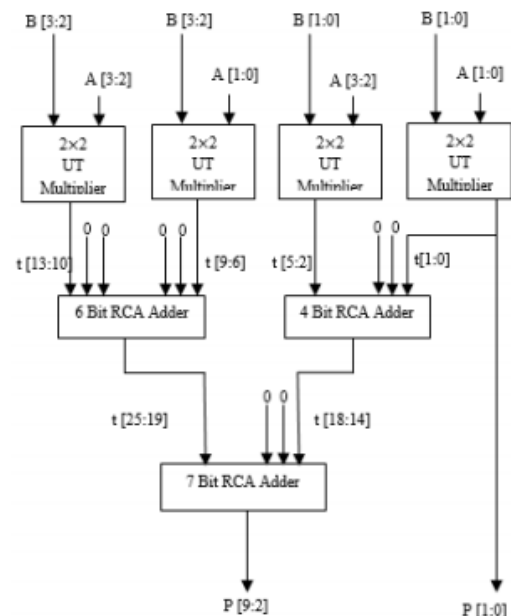 B [3:2]
B [3:2]
B [1:0]
B [1:0]
A [3:2]
A [1:0]
A [3:2]
A [1:0]
2×2
UT
Multiplier
2×2
UT
Multiplier
2×2
UT
Multiplier
2×2
UT
Multiplier
0
0
0
0
0
0
t [13:10]
t [9:6]
t [5:2]
t[1:0]
6 Bit RCA Adder
4 Bit RCA Adder
0
0
t [25:19]
t [18:14]
7 Bit RCA Adder
P [9:2]
P [1:0]